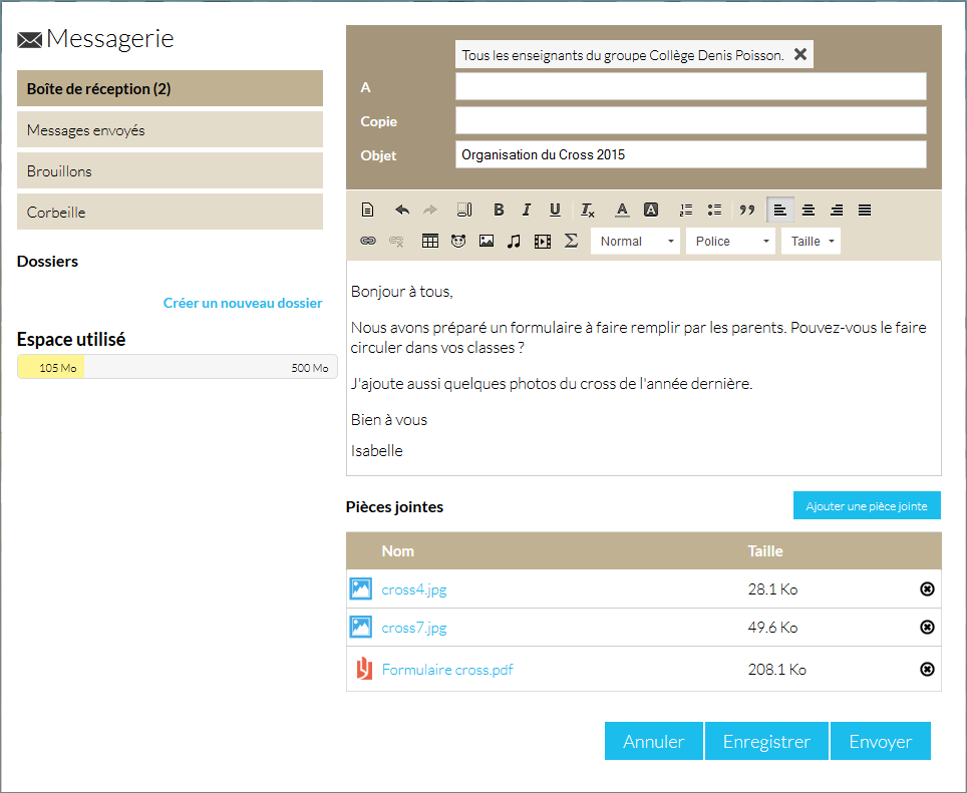 Messagerie
Boîte de réception (2)
Messages envoyés
Brouillons
Corbeille
Dossiers
Créer un nouveau dossier
Espace utilisé
105 Mo 500 Mo
Tous les enseignants du groupe Collège Denis Poisson.
A
Copie
Objet Organisation du Cross 2015
B I U Ix A A
Σ Normal Police Taille
Bonjour à tous,
Nous avons préparé un formulaire à faire remplir par les parents. Pouvez-vous le faire
circuler dans vos classes ?
J'ajoute aussi quelques photos du cross de l'année dernière.
Bien à vous
Isabelle
Pièces jointes Ajouter une pièce jointe
Nom Taille
cross4.jpg 28.1 Ko
cross7.jpg 49.6 Ko
Formulaire cross.pdf 208.1 Ko
Annuler Enregistrer Envoyer